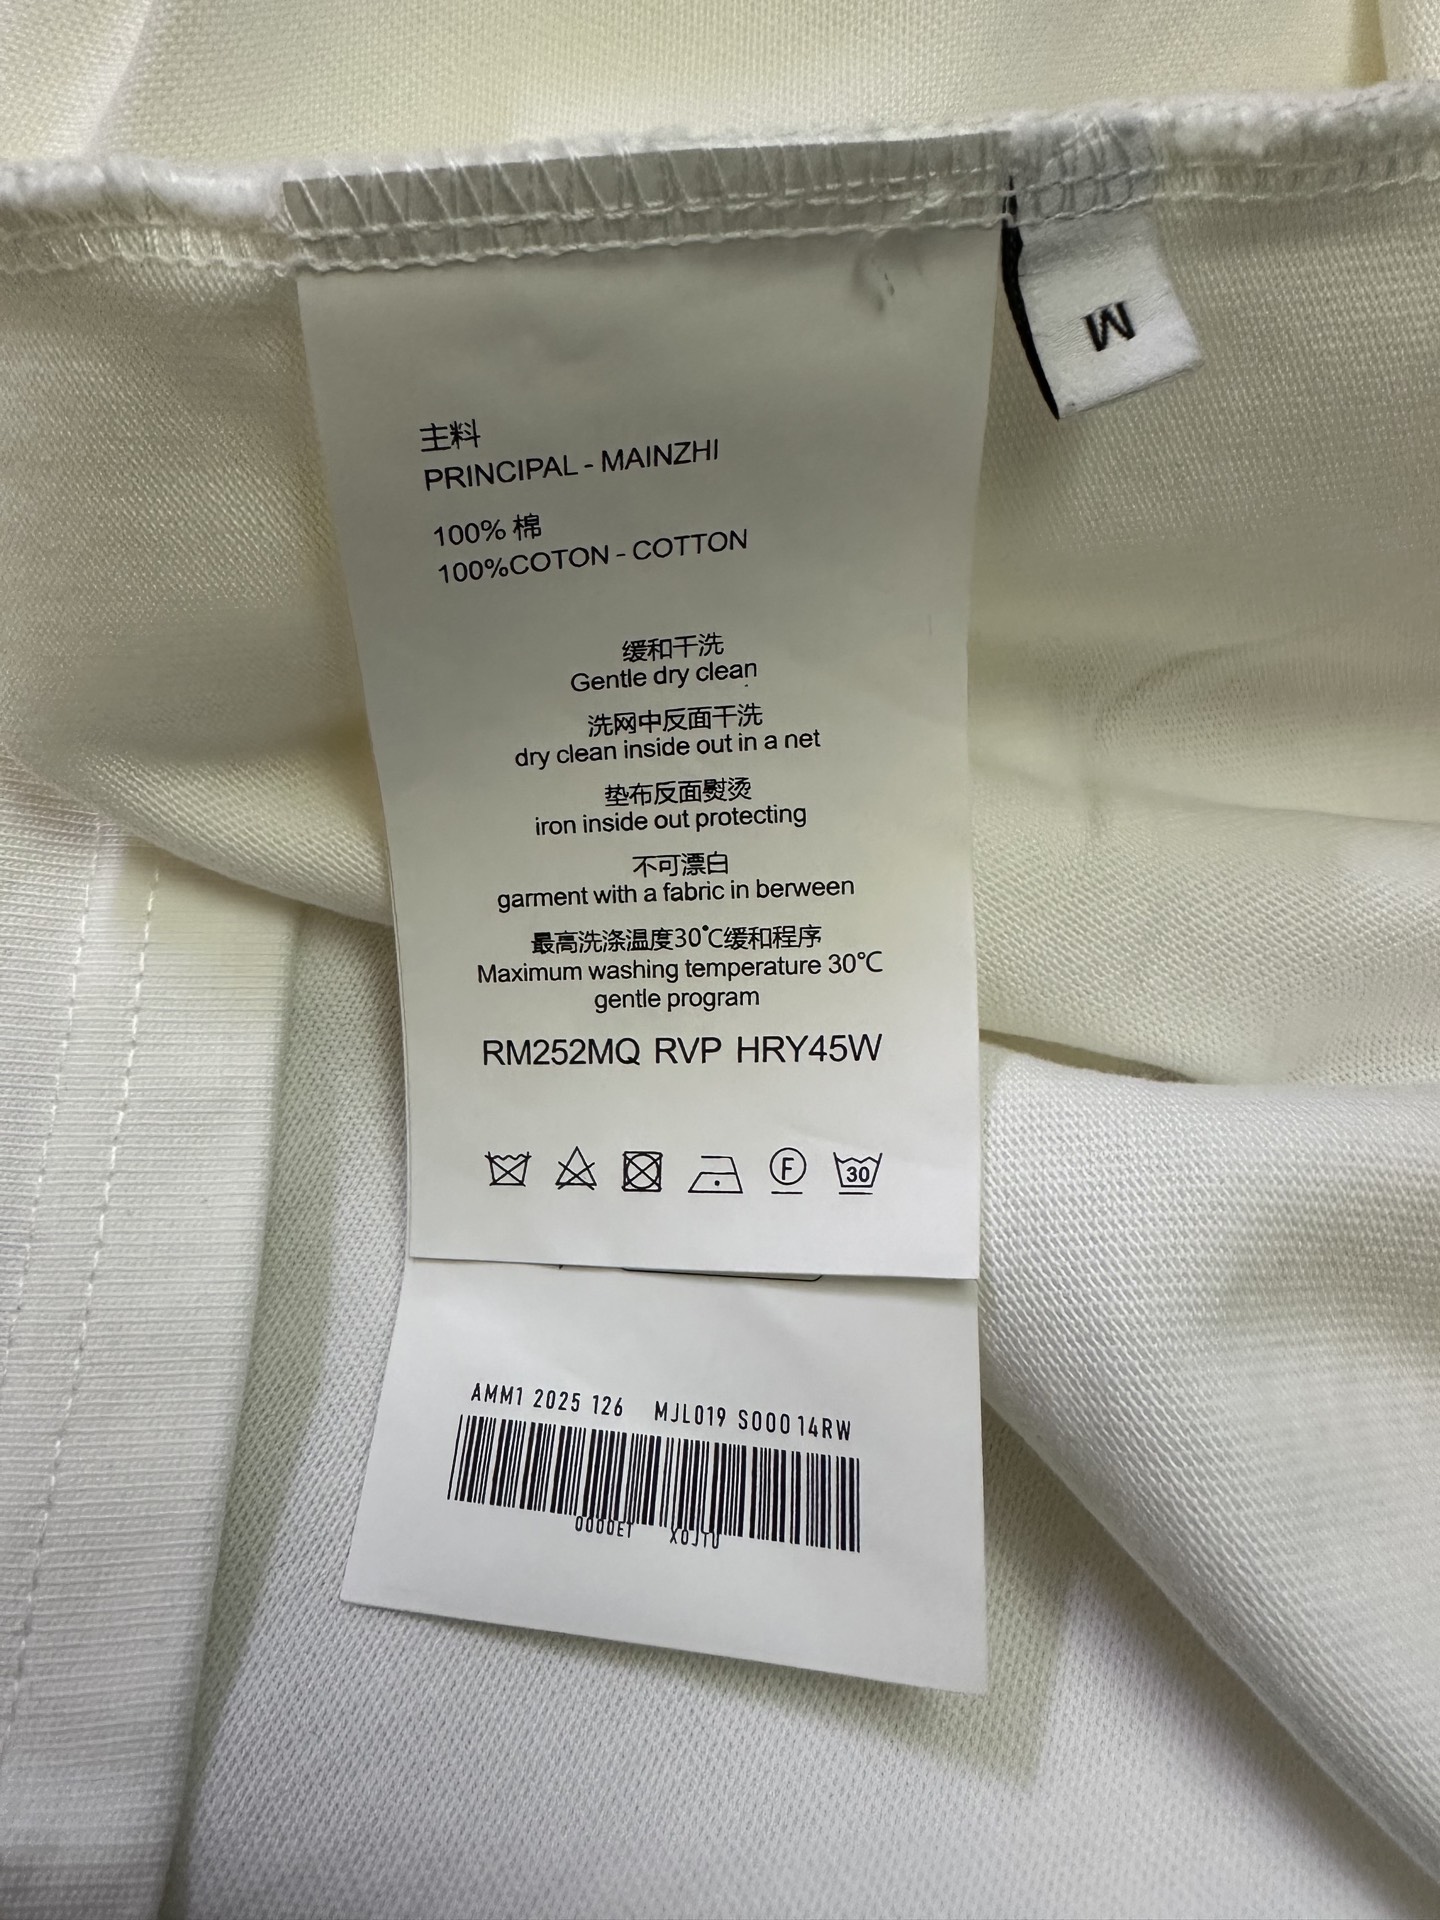 M
主料
PRINCIPAL - MAINZHI
100% 棉
100%COTON - COTTON
缓和干洗
Gentle dry clean
洗网中反面干洗
dry clean inside out in a net
垫布反面熨烫
iron inside out protecting
不可漂白
garment with a fabric in berween
最高洗涤温度30℃缓和程序
Maximum washing temperature 30℃
gentle program
RM252MQ RVP HRY45W
F
30
AMM1 2025 126 MJL019 S000 14RW